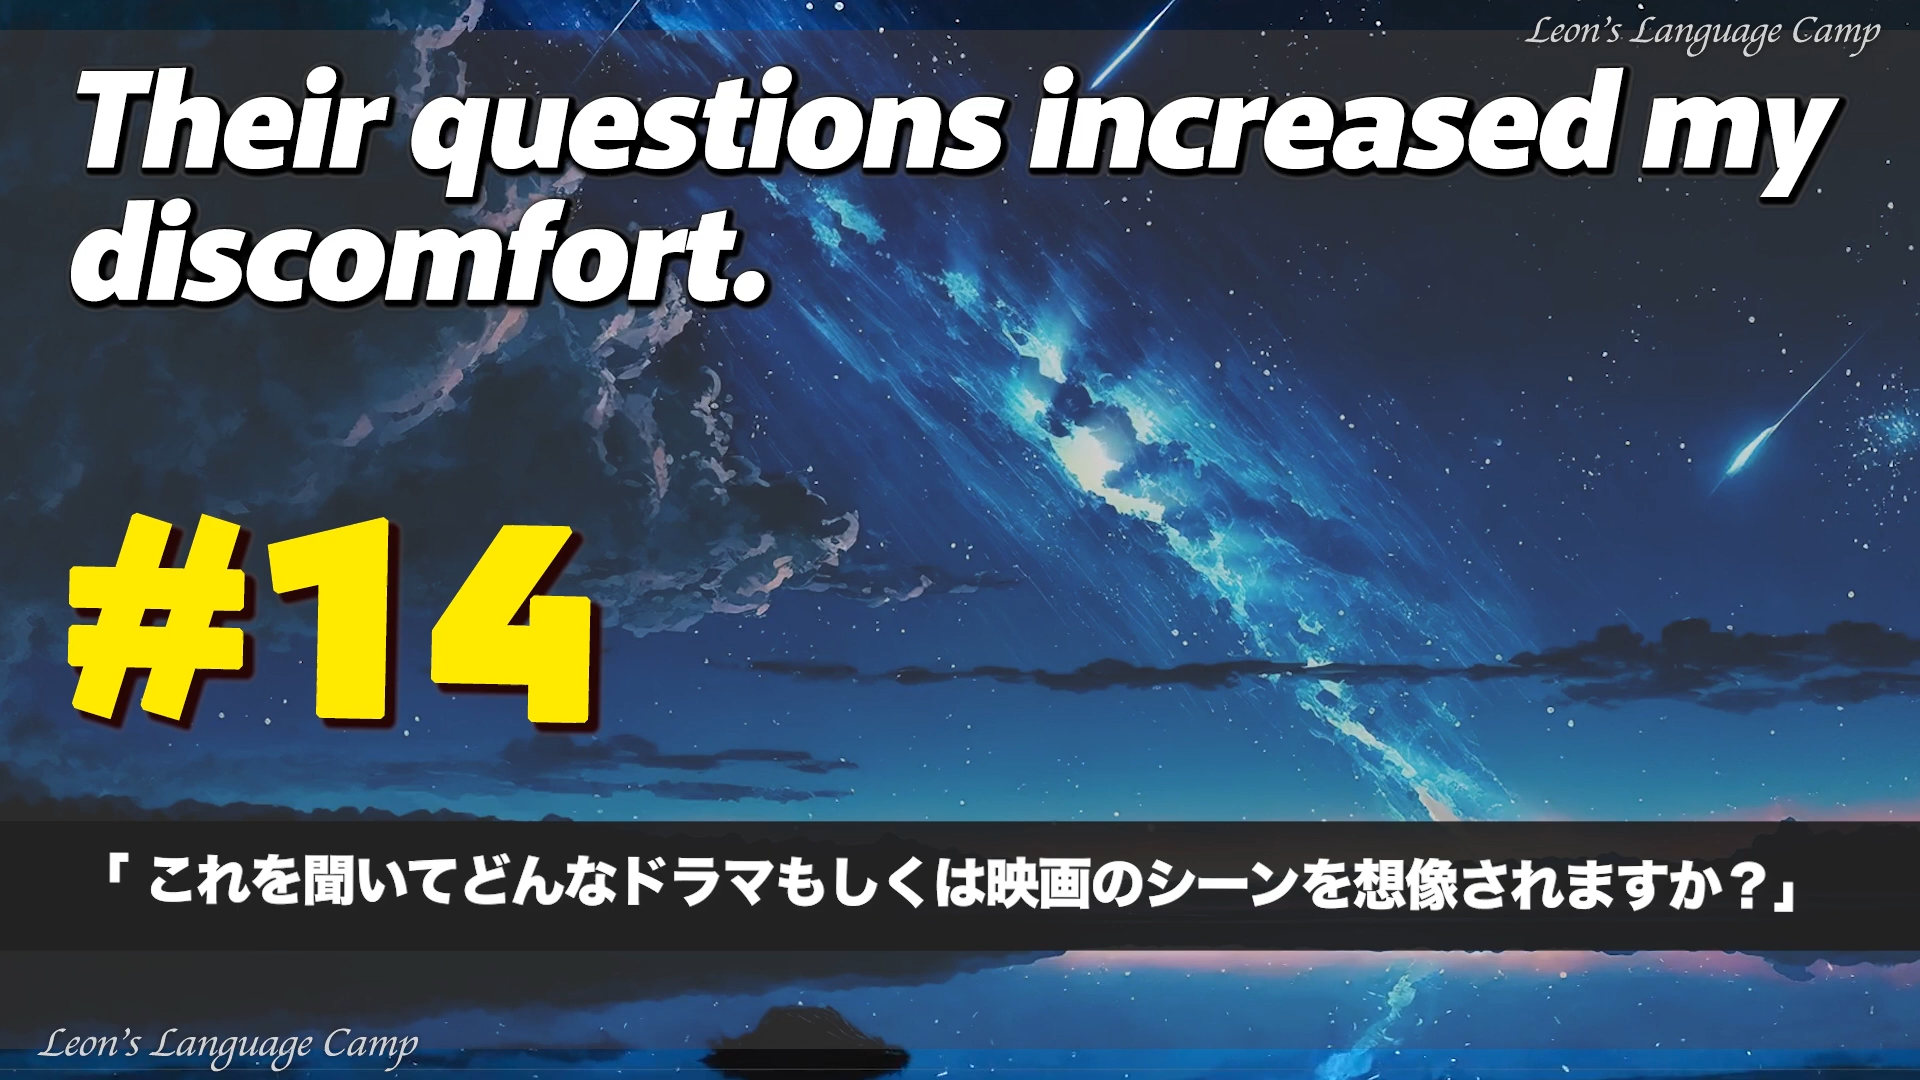 Leon's Language Camp
Their questions increased my
discomfort.
#14
「 これを聞いてどんなドラマもしくは映画のシーンを想像されますか？」
Leon's Language Camp